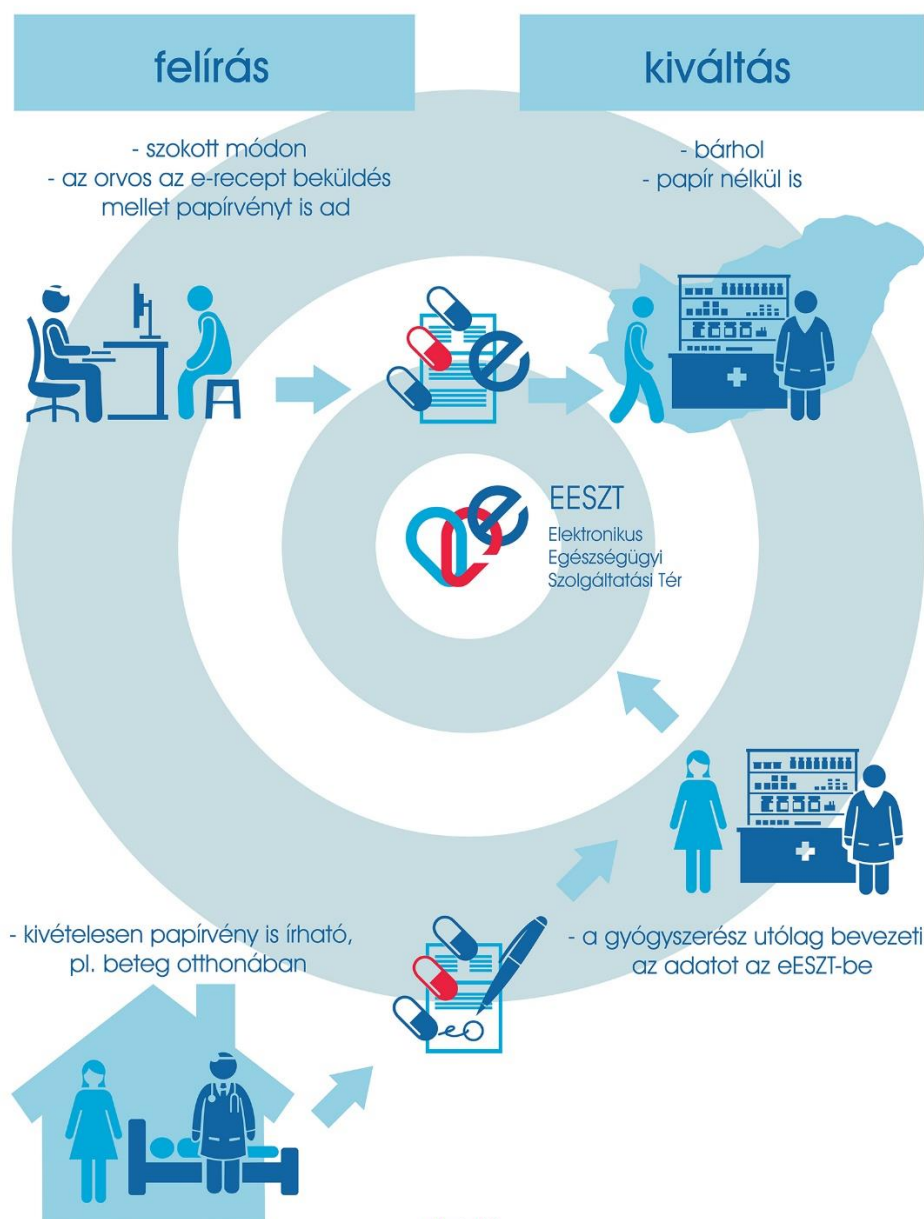 felírás
kiváltás
- szokott módon
- az orvos az e-recept beküldés
mellet papírvényt is ad
- bárhol
- papír nélkül is
EESZT
Elektronikus
Egészségügyi
Szolgáltatási Tér
- kivételesen papírvény is írható,
pl. beteg otthonában
- a gyógyszerész utólag bevezeti
az adatot az eESZT-be